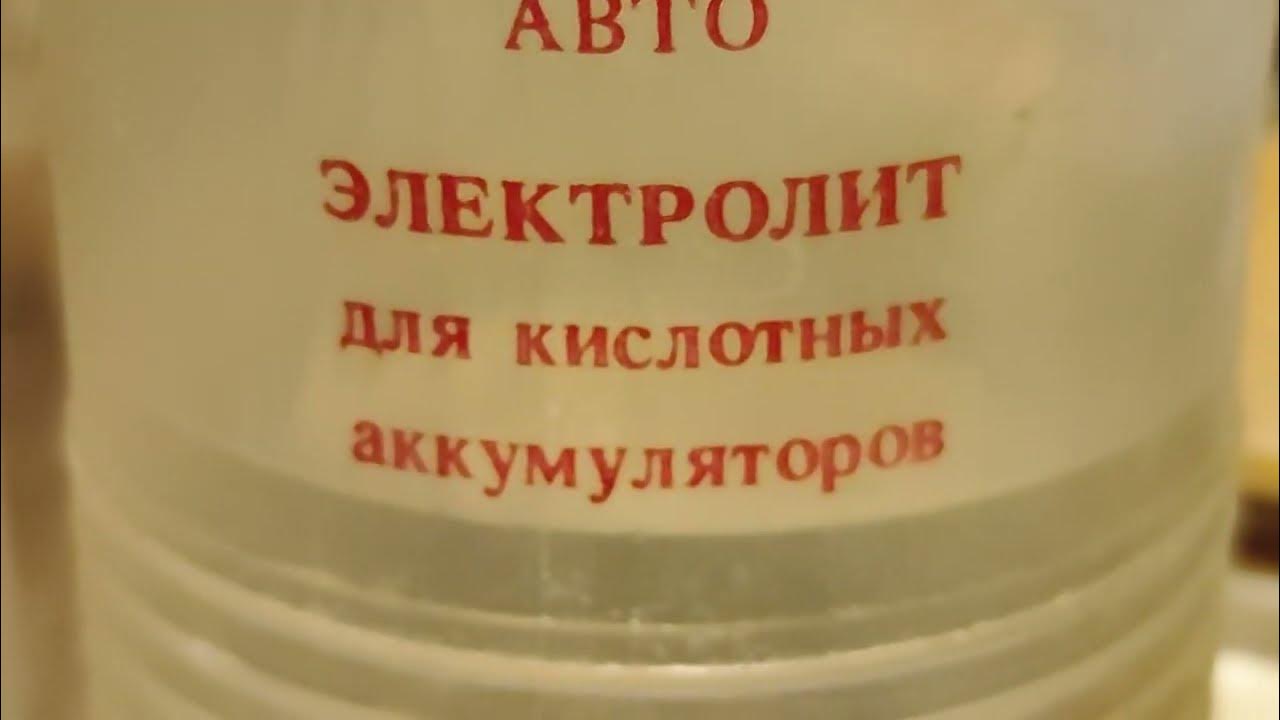 АВТО
ЭЛЕКТРОЛИТ
для кислотных
аккумуляторов